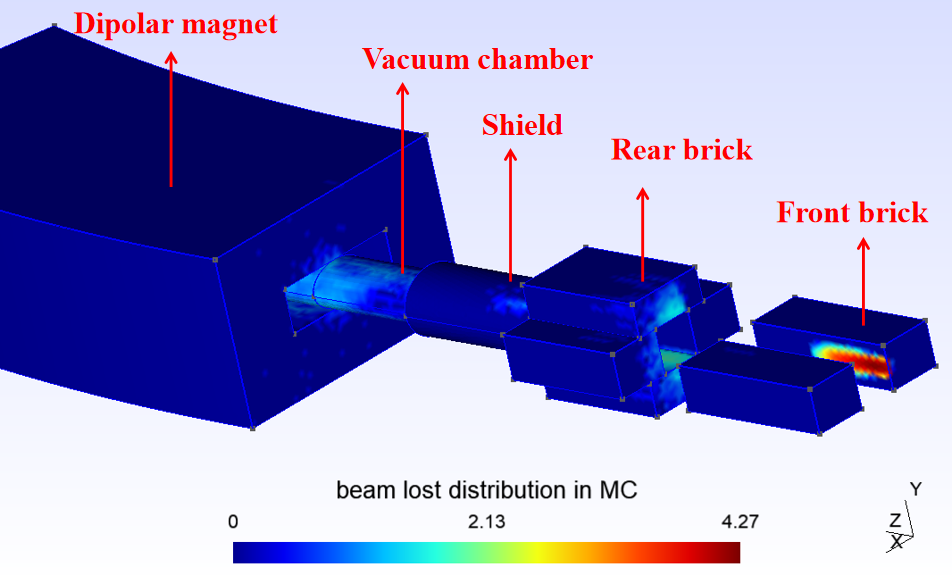 Dipolar magnet
Vacuum chamber
Shield
Rear brick
Front brick
beam lost distribution in MC
0 2.13 4.27
Y
Z
X